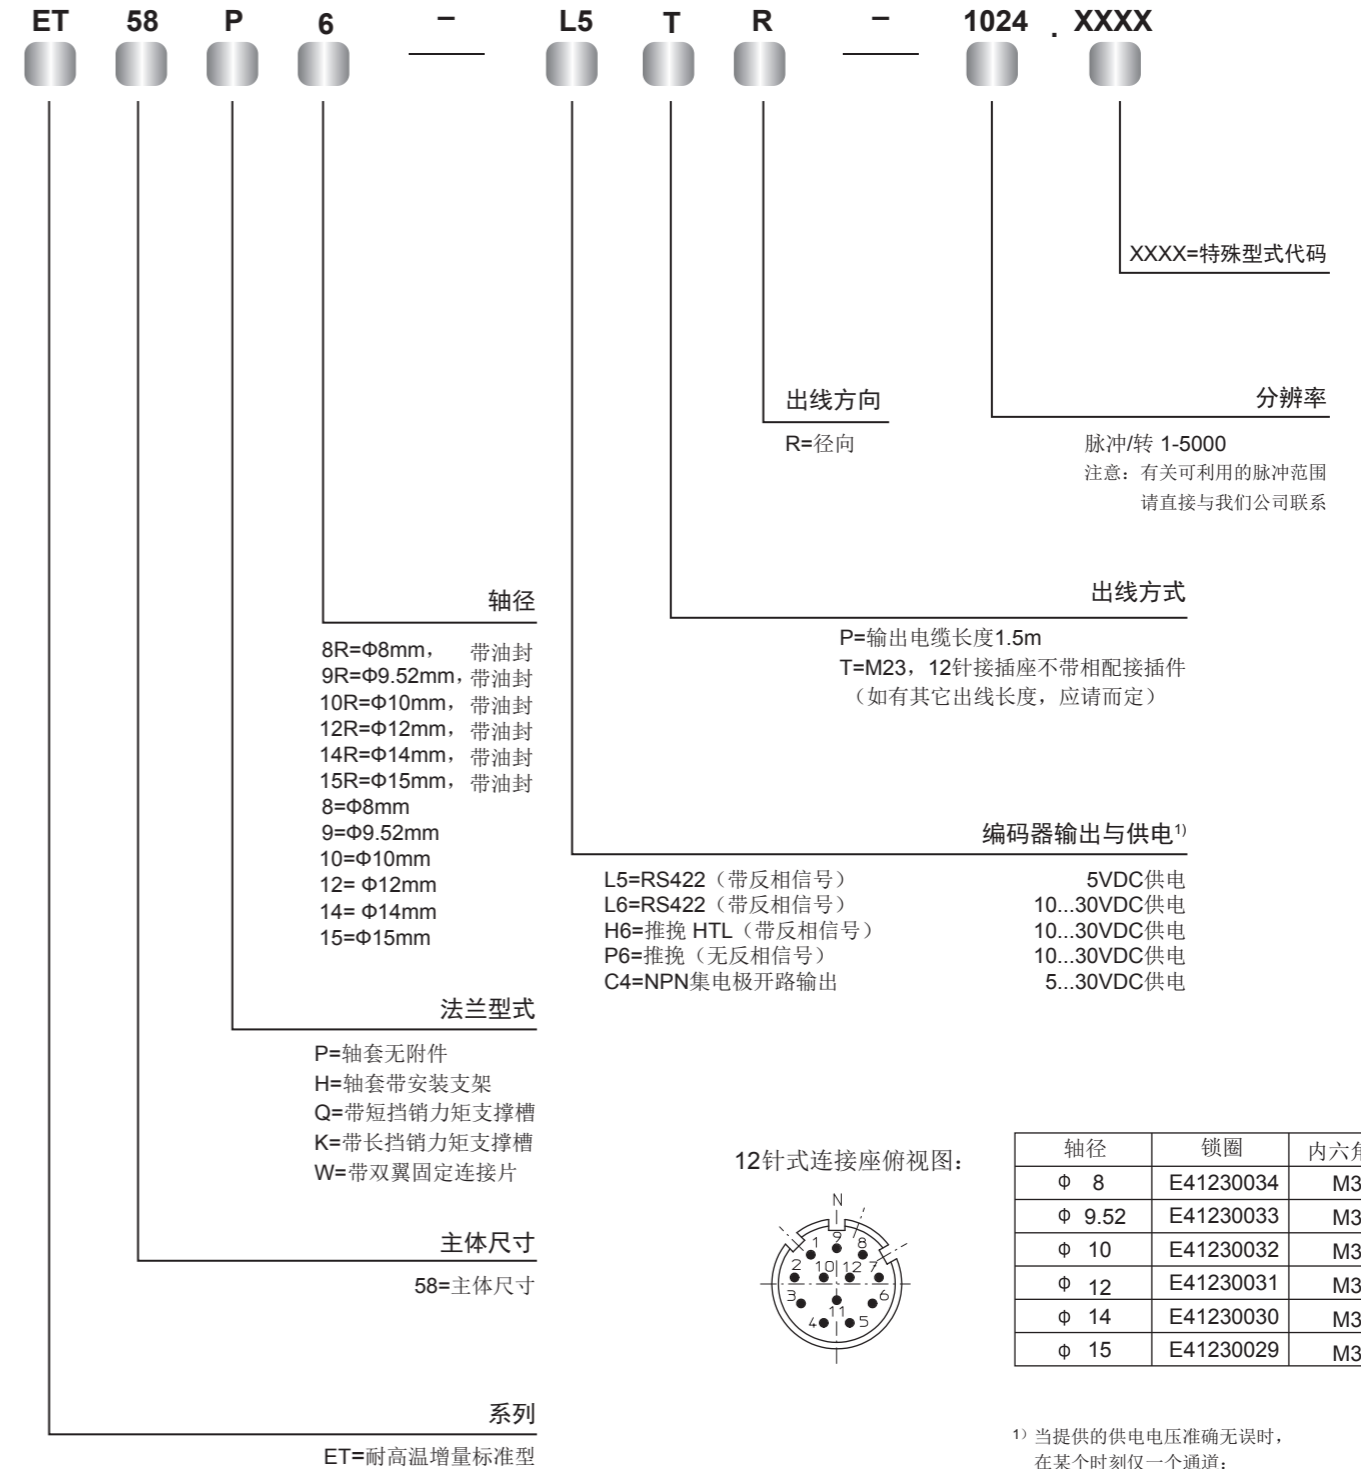 ET 58 P 6 – L5 T R – 1024 . XXXX
XXXX=特殊型式代码
分辨率
脉冲/转 1-5000
注意：有关可利用的脉冲范围
请直接与我们公司联系
出线方向
R=径向
出线方式
P=输出电缆长度1.5m
T=M23，12针接插座不带相配接插件
（如有其它出线长度，应请而定）
轴径
8R=Φ8mm， 带油封
9R=Φ9.52mm，带油封
10R=Φ10mm，带油封
12R=Φ12mm，带油封
14R=Φ14mm，带油封
15R=Φ15mm，带油封
8=Φ8mm
9=Φ9.52mm
10=Φ10mm
12= Φ12mm
14= Φ14mm
15=Φ15mm
编码器输出与供电1)
L5=RS422（带反相信号） 5VDC供电
L6=RS422（带反相信号） 10...30VDC供电
H6=推挽 HTL（带反相信号） 10...30VDC供电
P6=推挽（无反相信号） 10...30VDC供电
C4=NPN集电极开路输出 5...30VDC供电
法兰型式
P=轴套无附件
H=轴套带安装支架
Q=带短挡销力矩支撑槽
K=带长挡销力矩支撑槽
W=带双翼固定连接片
主体尺寸
58=主体尺寸
系列
ET=耐高温增量标准型
12针式连接座俯视图：
N
1 9 8
2 10 12 7
3 11 6
4 5
轴径 锁圈 内六角
Φ 8 E41230034 M3
Φ 9.52 E41230033 M3
Φ 10 E41230032 M3
Φ 12 E41230031 M3
Φ 14 E41230030 M3
Φ 15 E41230029 M3
1）当提供的供电电压准确无误时，
在某个时刻仅一个通道：